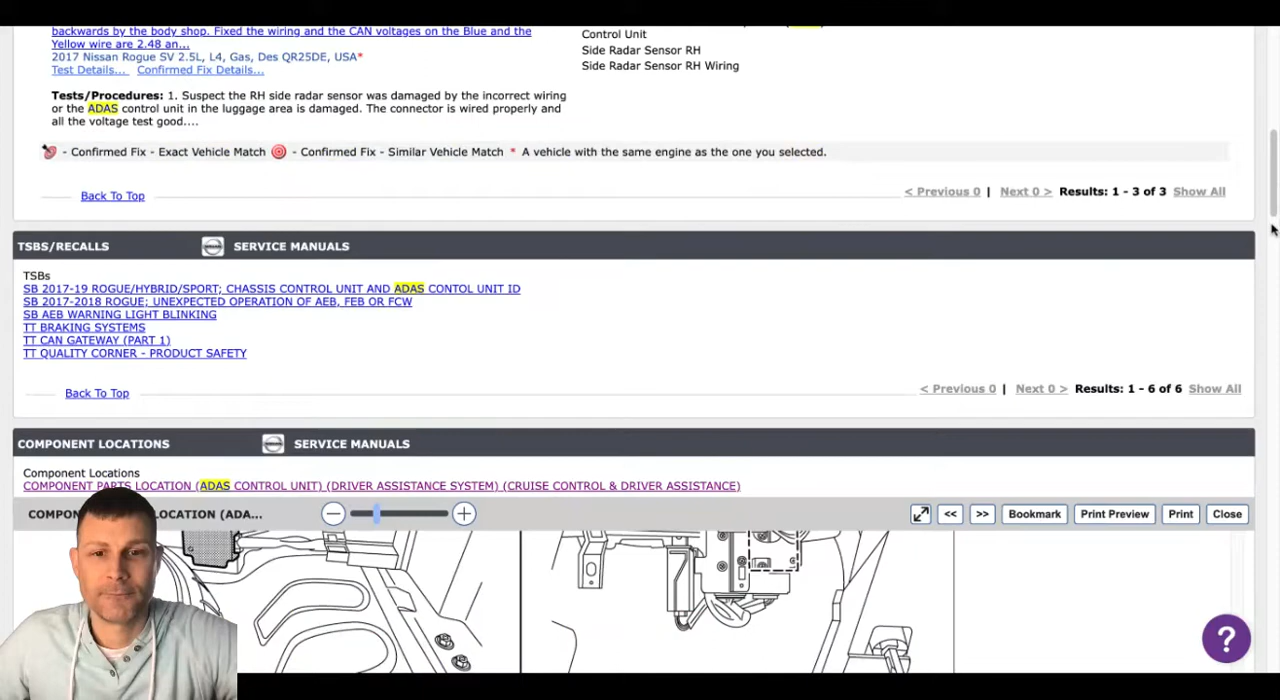 backwards by the body shop. Fixed the wiring and the CAN voltages on the Blue and the
Yellow wire are 2.48 an...
2017 Nissan Rogue SV 2.5L, L4, Gas, Des QR25DE, USA*
Test Details... Confirmed Fix Details...
Control Unit
Side Radar Sensor RH
Side Radar Sensor RH Wiring
Tests/Procedures: 1. Suspect the RH side radar sensor was damaged by the incorrect wiring
or the ADAS control unit in the luggage area is damaged. The connector is wired properly and
all the voltage test good....
- Confirmed Fix - Exact Vehicle Match - Confirmed Fix - Similar Vehicle Match * A vehicle with the same engine as the one you selected.
Back To Top < Previous 0 | Next 0 > Results: 1 - 3 of 3 Show All
TSBS/RECALLS SERVICE MANUALS
TSBs
SB 2017-19 ROGUE/HYBRID/SPORT; CHASSIS CONTROL UNIT AND ADAS CONTOL UNIT ID
SB 2017-2018 ROGUE; UNEXPECTED OPERATION OF AEB, FEB OR FCW
SB AEB WARNING LIGHT BLINKING
TT BRAKING SYSTEMS
TT CAN GATEWAY (PART 1)
TT QUALITY CORNER - PRODUCT SAFETY
Back To Top < Previous 0 | Next 0 > Results: 1 - 6 of 6 Show All
COMPONENT LOCATIONS SERVICE MANUALS
Component Locations
COMPONENT PARTS LOCATION (ADAS CONTROL UNIT) (DRIVER ASSISTANCE SYSTEM) (CRUISE CONTROL & DRIVER ASSISTANCE)
COMPON LOCATION (ADA... << >> Bookmark Print Preview Print Close
?